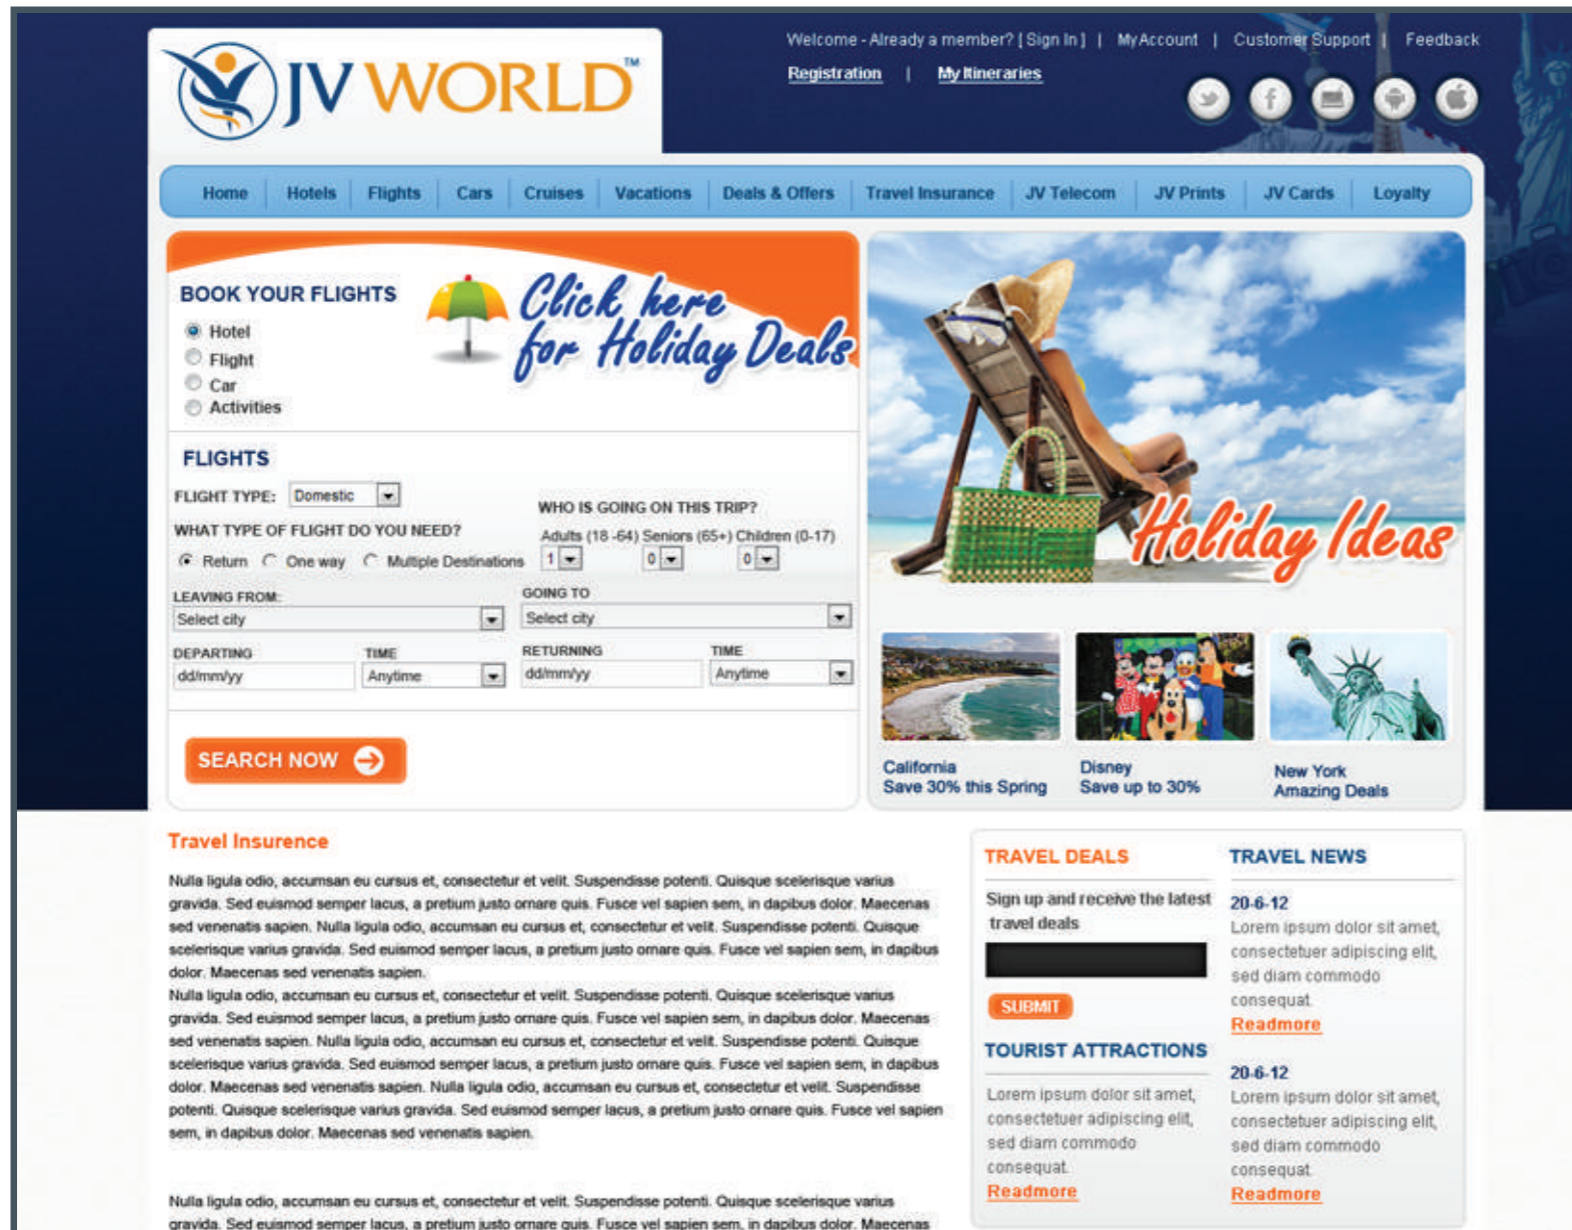 JV WORLD™
Welcome - Already a member? [ Sign In ] | My Account | Customer Support | Feedback
Registration | My Itineraries
Home Hotels Flights Cars Cruises Vacations Deals & Offers Travel Insurance JV Telecom JV Prints JV Cards Loyalty
BOOK YOUR FLIGHTS
Hotel
Flight
Car
Activities
Click here
for Holiday Deals
FLIGHTS
FLIGHT TYPE: Domestic
WHAT TYPE OF FLIGHT DO YOU NEED?
Return One way Multiple Destinations
WHO IS GOING ON THIS TRIP?
Adults (18 -64) Seniors (65+) Children (0-17)
1 0 0
LEAVING FROM:
Select city
GOING TO
Select city
DEPARTING TIME
dd/mm/yy Anytime
RETURNING TIME
dd/mm/yy Anytime
SEARCH NOW
Holiday Ideas
California
Save 30% this Spring
Disney
Save up to 30%
New York
Amazing Deals
Travel Insurence
Nulla ligula odio, accumsan eu cursus et, consectetur et velit. Suspendisse potenti. Quisque scelerisque varius
gravida. Sed euismod semper lacus, a pretium justo ornare quis. Fusce vel sapien sem, in dapibus dolor. Maecenas
sed venenatis sapien. Nulla ligula odio, accumsan eu cursus et, consectetur et velit. Suspendisse potenti. Quisque
scelerisque varius gravida. Sed euismod semper lacus, a pretium justo ornare quis. Fusce vel sapien sem, in dapibus
dolor. Maecenas sed venenatis sapien.
Nulla ligula odio, accumsan eu cursus et, consectetur et velit. Suspendisse potenti. Quisque scelerisque varius
gravida. Sed euismod semper lacus, a pretium justo ornare quis. Fusce vel sapien sem, in dapibus dolor. Maecenas
sed venenatis sapien. Nulla ligula odio, accumsan eu cursus et, consectetur et velit. Suspendisse potenti. Quisque
scelerisque varius gravida. Sed euismod semper lacus, a pretium justo ornare quis. Fusce vel sapien sem, in dapibus
dolor. Maecenas sed venenatis sapien. Nulla ligula odio, accumsan eu cursus et, consectetur et velit. Suspendisse
potenti. Quisque scelerisque varius gravida. Sed euismod semper lacus, a pretium justo ornare quis. Fusce vel sapien
sem, in dapibus dolor. Maecenas sed venenatis sapien.
Nulla ligula odio, accumsan eu cursus et, consectetur et velit. Suspendisse potenti. Quisque scelerisque varius
gravida. Sed euismod semper lacus, a pretium justo ornare quis. Fusce vel sapien sem, in dapibus dolor. Maecenas
TRAVEL DEALS
Sign up and receive the latest
travel deals
SUBMIT
TOURIST ATTRACTIONS
Lorem ipsum dolor sit amet,
consectetuer adipiscing elit,
sed diam commodo
consequat.
Readmore
TRAVEL NEWS
20-6-12
Lorem ipsum dolor sit amet,
consectetuer adipiscing elit,
sed diam commodo
consequat.
Readmore
20-6-12
Lorem ipsum dolor sit amet,
consectetuer adipiscing elit,
sed diam commodo
consequat.
Readmore